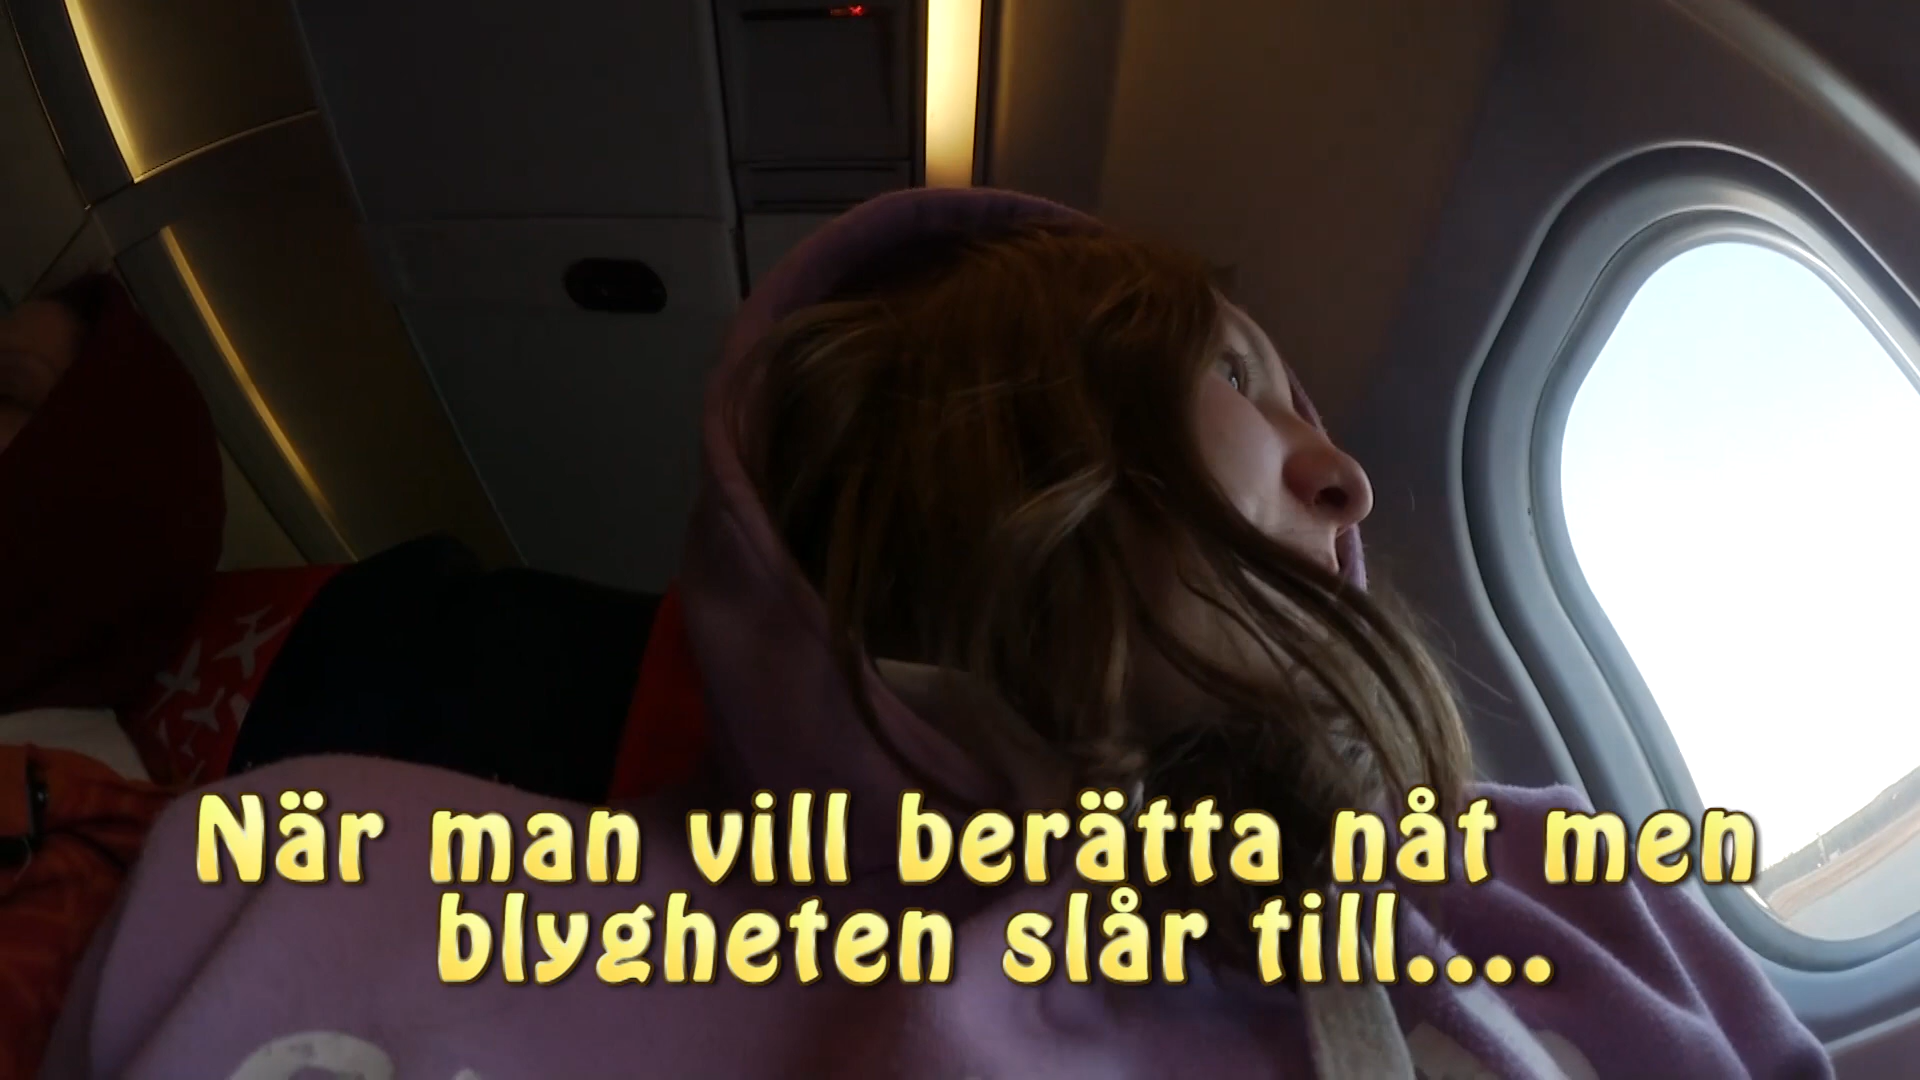 När man vill berätta nåt men
blygheten slår till....